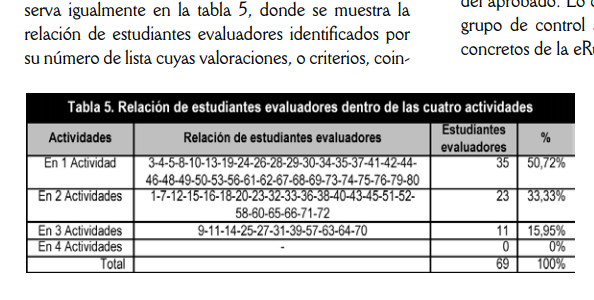 serva igualmente en la tabla 5, donde se muestra la
relación de estudiantes evaluadores identificados por
su número de lista cuyas valoraciones, o criterios, coin-
grupo de control
concretos de la
Tabla 5. Relación de estudiantes evaluadores dentro de las cuatro actividades
Actividades Relación de estudiantes evaluadores Estudiantes evaluadores %
En 1 Actividad 3-4-5-8-10-13-19-24-26-28-29-30-34-35-37-41-42-44- 35 50,72%
46-48-49-50-53-56-61-62-67-68-69-73-74-75-76-79-80
En 2 Actividades 1-7-12-15-16-18-20-23-32-33-36-38-40-43-45-51-52- 23 33,33%
58-60-65-66-71-72
En 3 Actividades 9-11-14-25-27-31-39-57-63-64-70 11 15,95%
En 4 Actividades - 0 0%
Total 69 100%